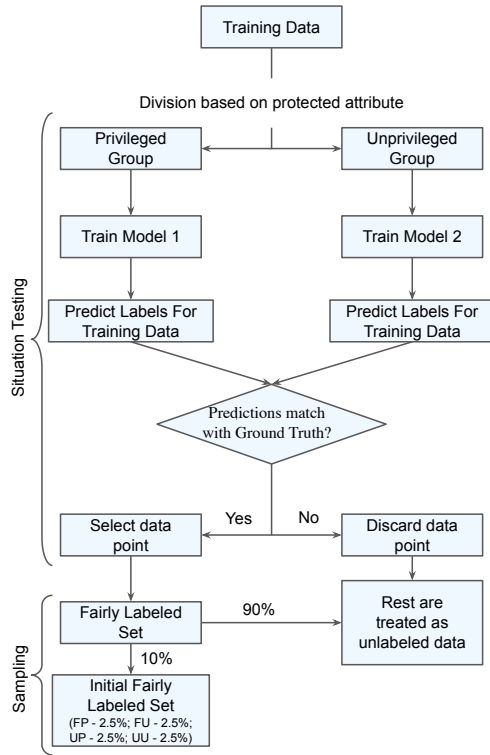 Training Data
Division based on protected attribute
Privileged
Group
Unprivileged
Group
Train Model 1
Train Model 2
Predict Labels For
Training Data
Predict Labels For
Training Data
Predictions match
with Ground Truth?
Situation Testing
Yes
No
Select data
point
Discard data
point
Fairly Labeled
Set
90%
Rest are
treated as
unlabeled data
10%
Sampling
Initial Fairly
Labeled Set
(FP - 2.5%; FU - 2.5%;
UP - 2.5%; UU - 2.5%)